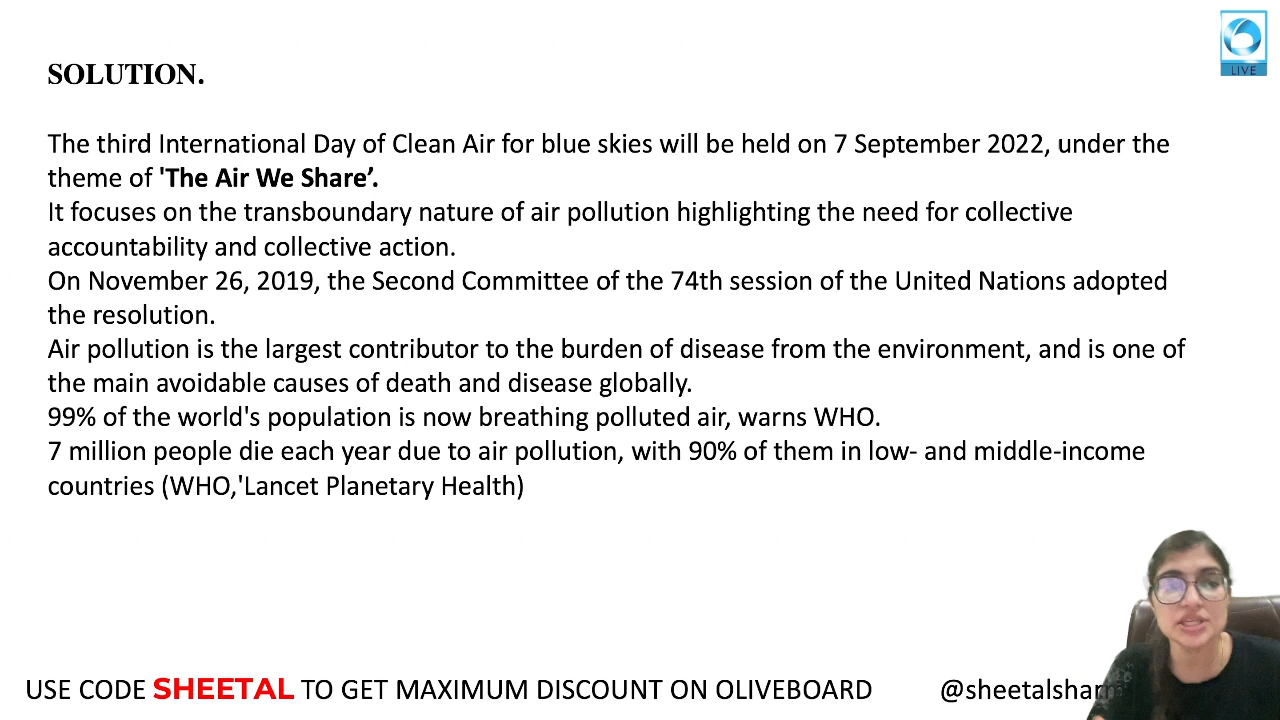 LIVE
SOLUTION.
The third International Day of Clean Air for blue skies will be held on 7 September 2022, under the
theme of 'The Air We Share’.
It focuses on the transboundary nature of air pollution highlighting the need for collective
accountability and collective action.
On November 26, 2019, the Second Committee of the 74th session of the United Nations adopted
the resolution.
Air pollution is the largest contributor to the burden of disease from the environment, and is one of
the main avoidable causes of death and disease globally.
99% of the world's population is now breathing polluted air, warns WHO.
7 million people die each year due to air pollution, with 90% of them in low- and middle-income
countries (WHO,'Lancet Planetary Health)
USE CODE SHEETAL TO GET MAXIMUM DISCOUNT ON OLIVEBOARD